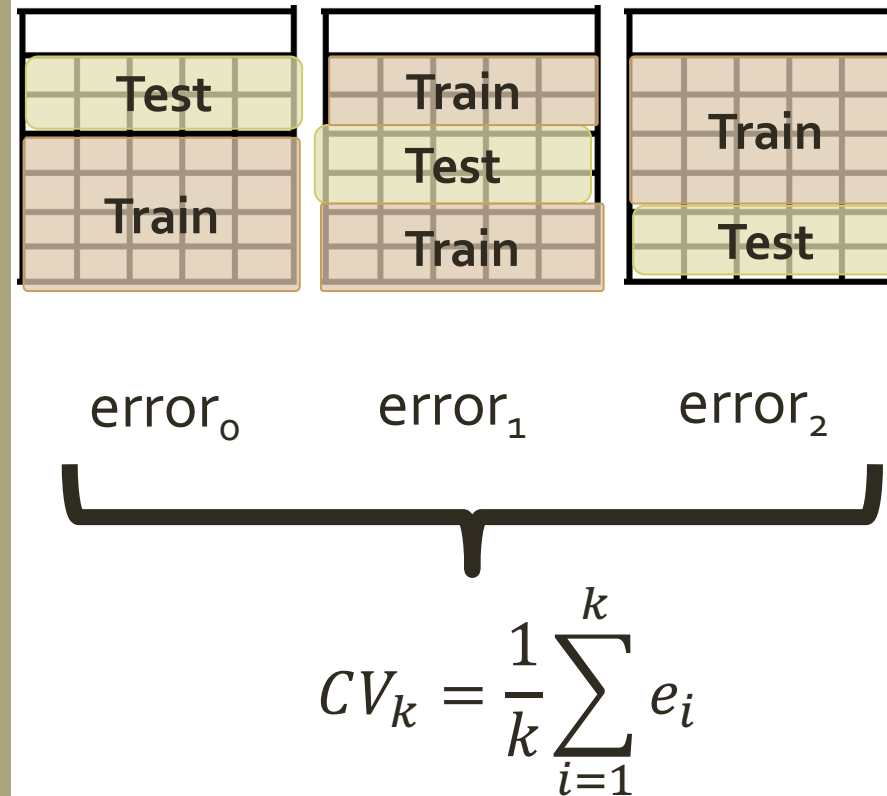 Test
Train
Train
Test
Train
Train
Test
error₀
error₁
error₂
CVₖ = 1/k ∑ᵢ₌₁ᵏ eᵢ